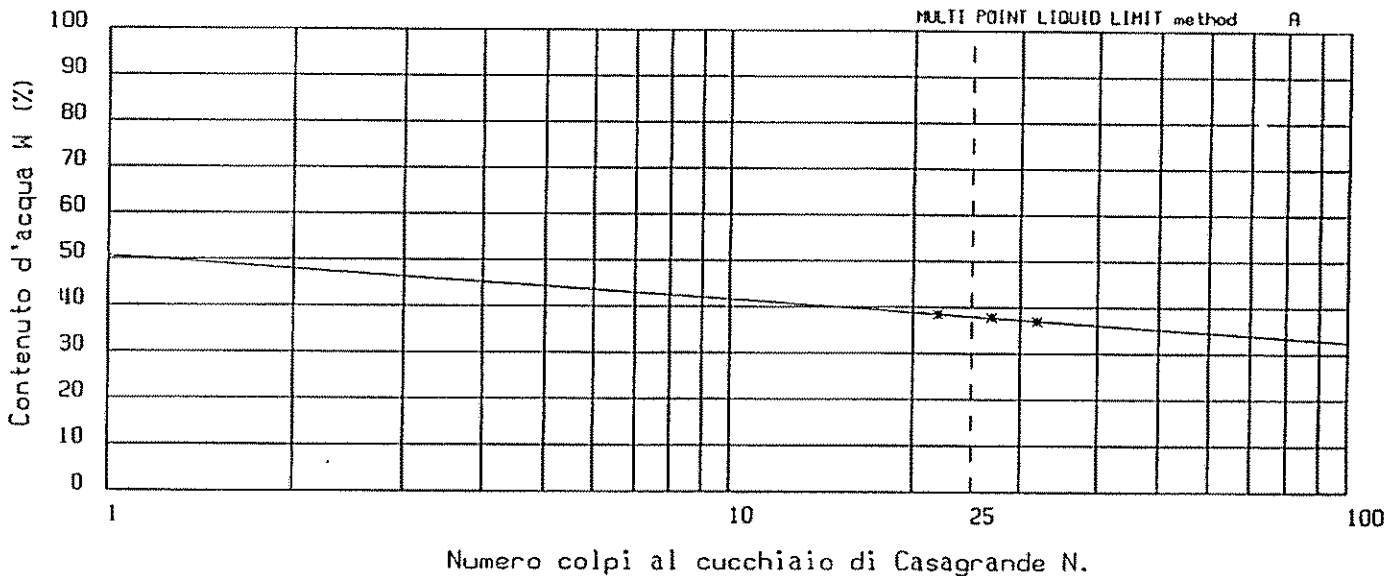 MULTI POINT LIQUID LIMIT method A
Contenuto d'acqua W (%)
100
90
80
70
60
50
40
30
20
10
0
1 10 25 100
Numero colpi al cucchiaio di Casagrande N.